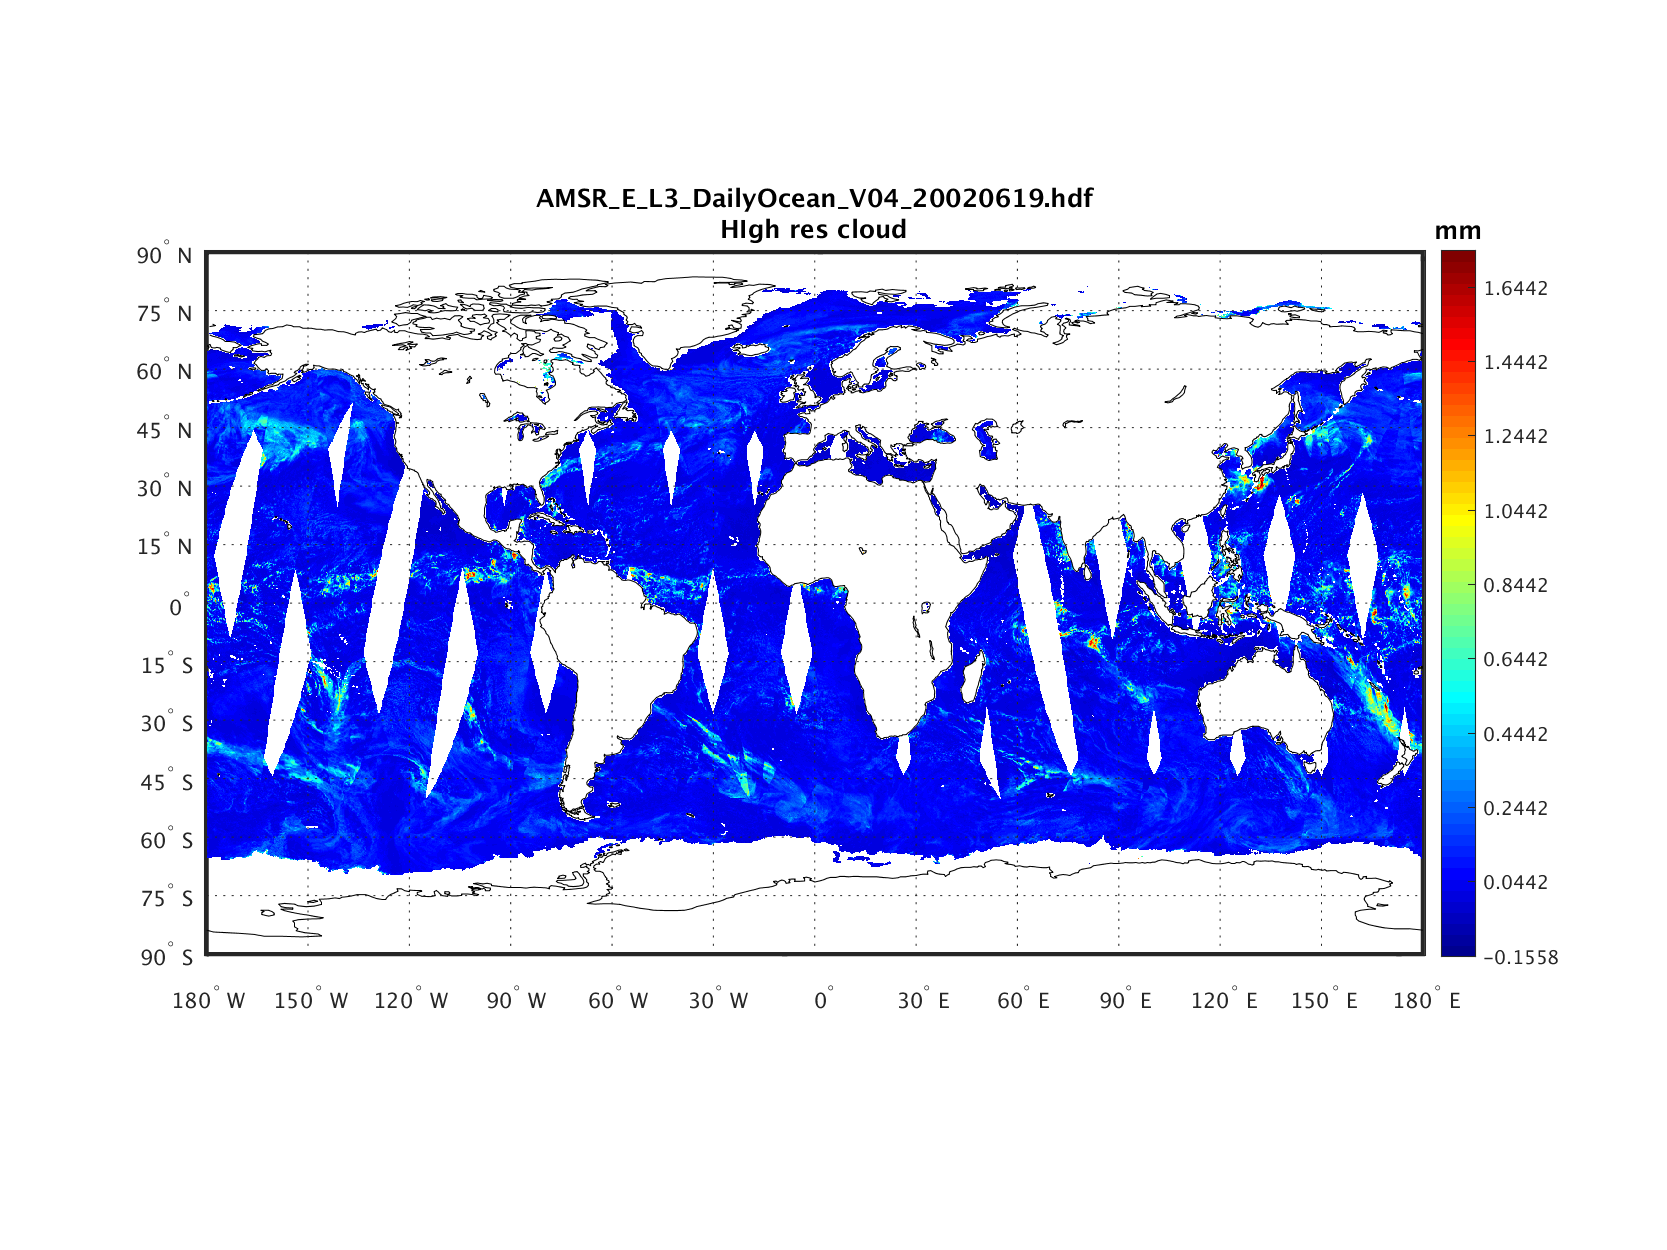 AMSR_E_L3_DailyOcean_V04_20020619.hdf
HIgh res cloud
mm
90° N
75° N
60° N
45° N
30° N
15° N
0°
15° S
30° S
45° S
60° S
75° S
90° S
180° W
150° W
120° W
90° W
60° W
30° W
0°
30° E
60° E
90° E
120° E
150° E
180° E
1.6442
1.4442
1.2442
1.0442
0.8442
0.6442
0.4442
0.2442
0.0442
-0.1558